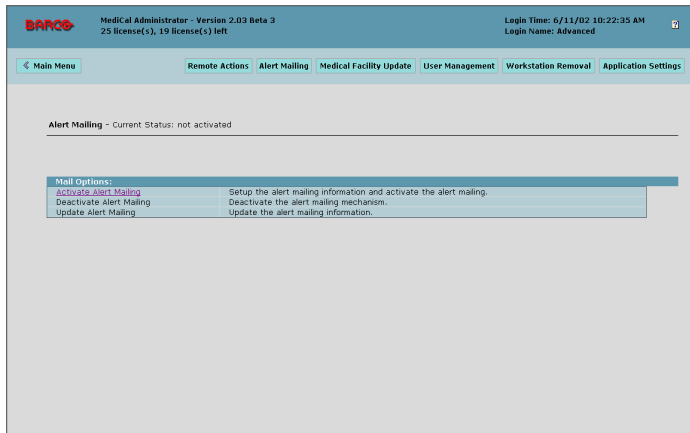 BARCO
MediCal Administrator - Version 2.03 Beta 3
25 license(s), 19 license(s) left
Login Time: 6/11/02 10:22:35 AM
Login Name: Advanced
?
« Main Menu
Remote Actions
Alert Mailing
Medical Facility Update
User Management
Workstation Removal
Application Settings
Alert Mailing - Current Status: not activated
Mail Options:
Activate Alert Mailing Setup the alert mailing information and activate the alert mailing.
Deactivate Alert Mailing Deactivate the alert mailing mechanism.
Update Alert Mailing Update the alert mailing information.